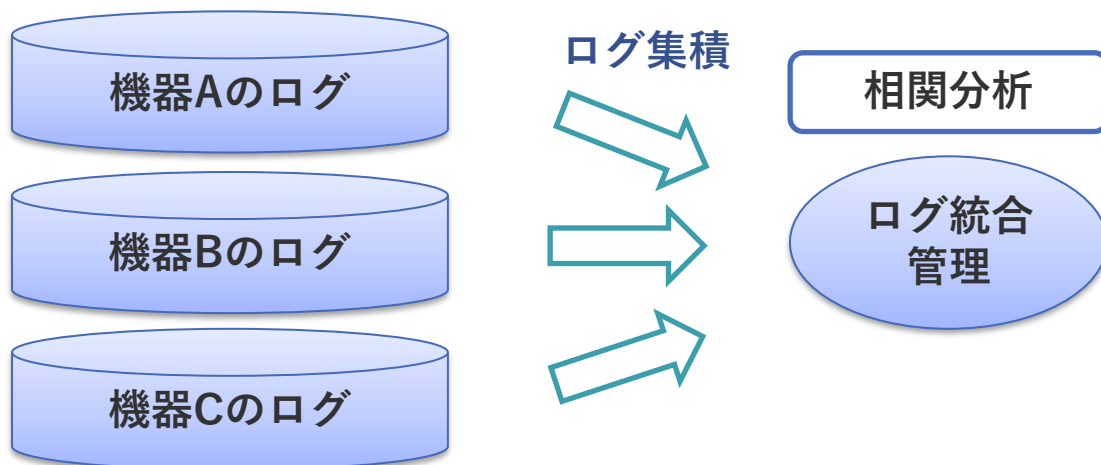 機器Aのログ
機器Bのログ
機器Cのログ
ログ集積
相関分析
ログ統合
管理